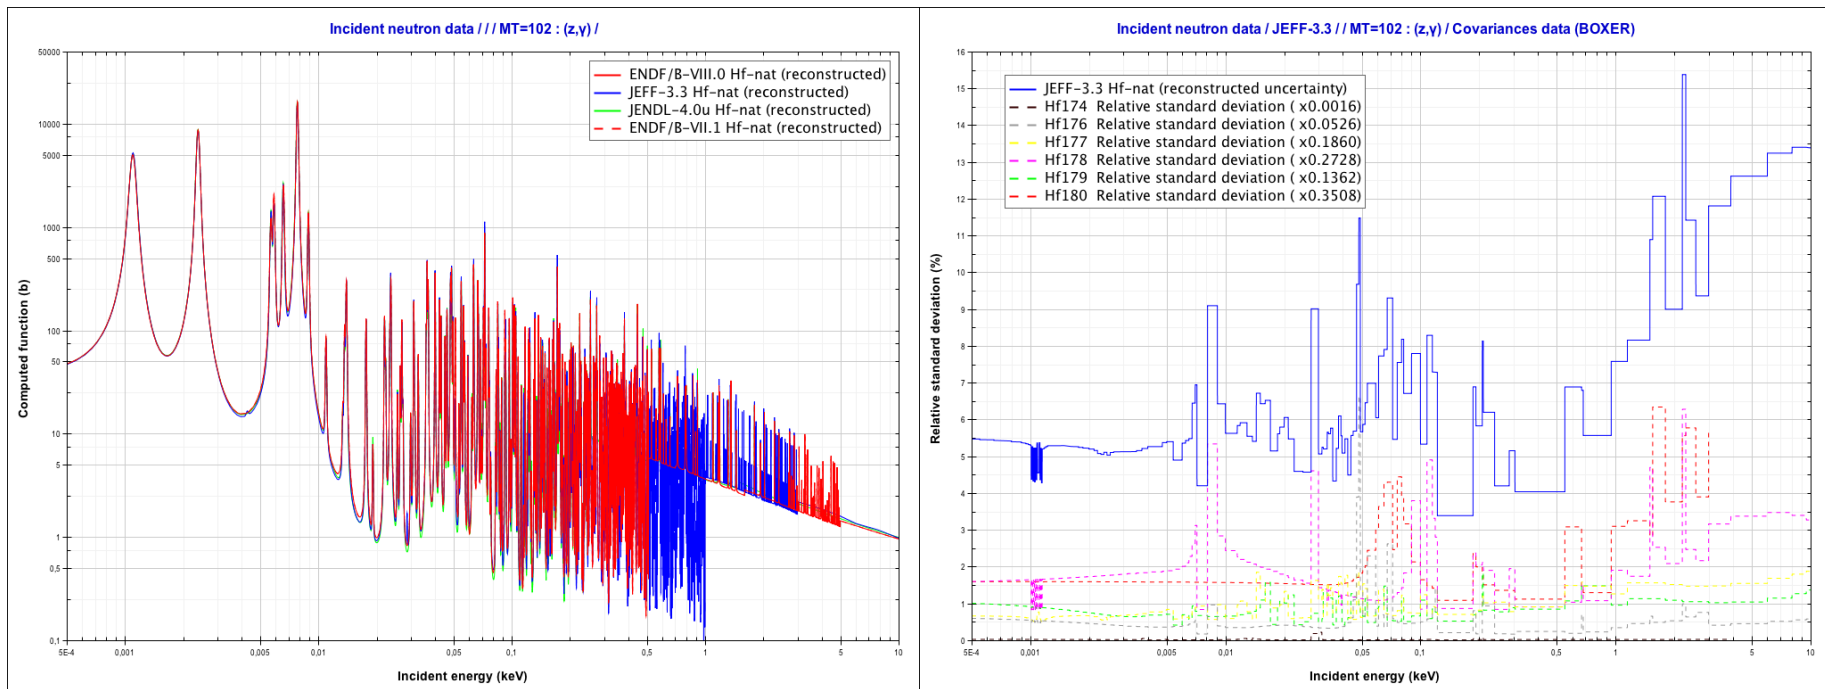 Incident neutron data / / / MT=102 : (z,γ) /
50000
10000
5000
1000
500
100
50
10
5
1
0,5
0,1
Computed function (b)
ENDF/B-VIII.0 Hf-nat (reconstructed)
JEFF-3.3 Hf-nat (reconstructed)
JENDL-4.0u Hf-nat (reconstructed)
ENDF/B-VII.1 Hf-nat (reconstructed)
5E-4 0,001 0,005 0,01 0,05 0,1 0,5 1 5 10
Incident energy (keV)
Incident neutron data / JEFF-3.3 / / MT=102 : (z,γ) / Covariances data (BOXER)
16
15
14
13
12
11
10
9
8
7
6
5
4
3
2
1
0
Relative standard deviation (%)
JEFF-3.3 Hf-nat (reconstructed uncertainty)
Hf174 Relative standard deviation ( x0.0016)
Hf176 Relative standard deviation ( x0.0526)
Hf177 Relative standard deviation ( x0.1860)
Hf178 Relative standard deviation ( x0.2728)
Hf179 Relative standard deviation ( x0.1362)
Hf180 Relative standard deviation ( x0.3508)
5E-4 0,001 0,005 0,01 0,05 0,1 0,5 1 5 10
Incident energy (keV)